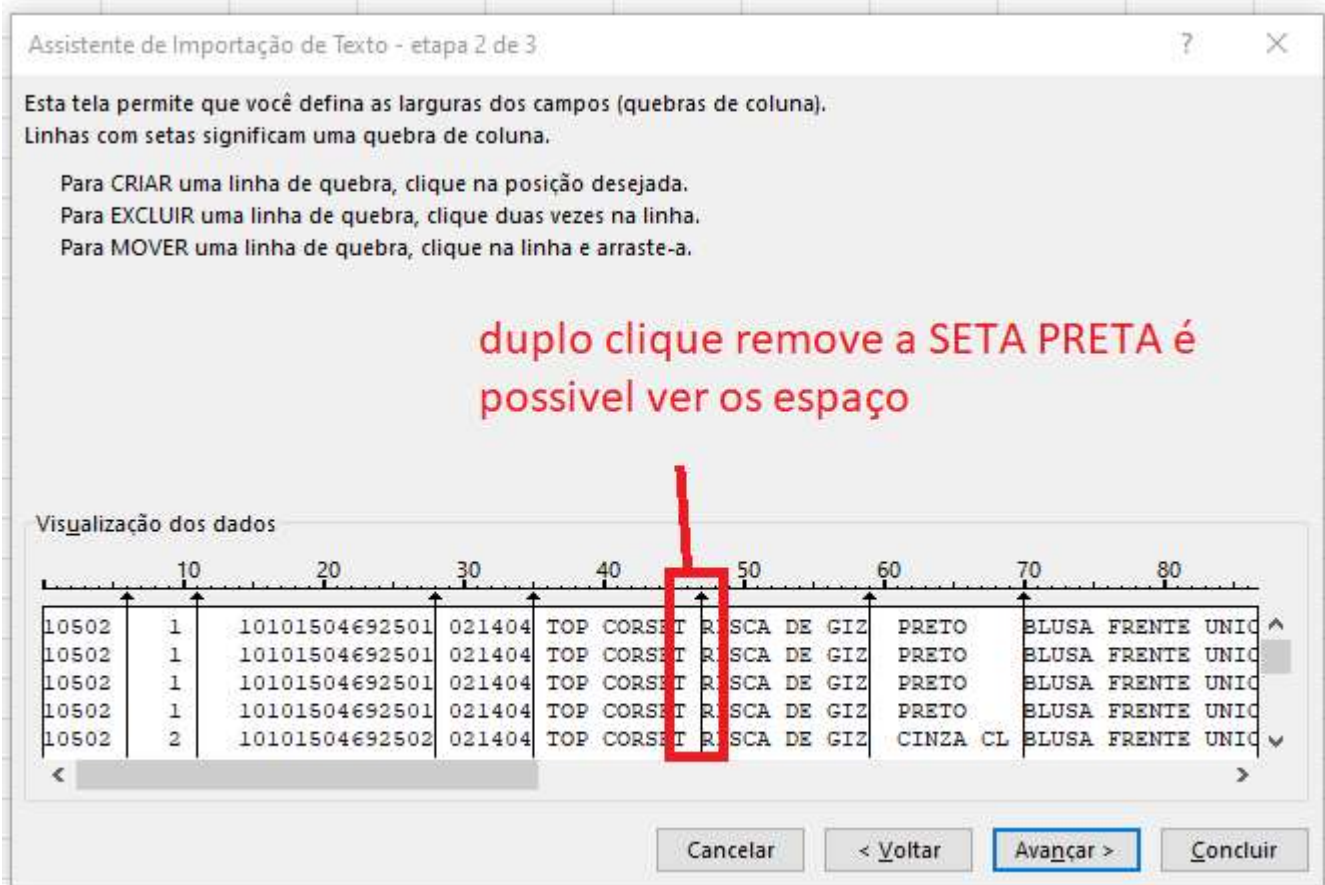 Assistente de Importação de Texto - etapa 2 de 3 ? ×
Esta tela permite que você defina as larguras dos campos (quebras de coluna).
Linhas com setas significam uma quebra de coluna.
Para CRIAR uma linha de quebra, clique na posição desejada.
Para EXCLUIR uma linha de quebra, clique duas vezes na linha.
Para MOVER uma linha de quebra, clique na linha e arraste-a.
duplo clique remove a SETA PRETA é
possivel ver os espaço
Visualização dos dados
10 20 30 40 50 60 70 80
10502 1 10101504692501 021404 TOP CORSET RISCA DE GIZ PRETO BLUSA FRENTE UNIC
10502 1 10101504692501 021404 TOP CORSET RISCA DE GIZ PRETO BLUSA FRENTE UNIC
10502 1 10101504692501 021404 TOP CORSET RISCA DE GIZ PRETO BLUSA FRENTE UNIC
10502 1 10101504692501 021404 TOP CORSET RISCA DE GIZ PRETO BLUSA FRENTE UNIC
10502 2 10101504692502 021404 TOP CORSET RISCA DE GIZ CINZA CL BLUSA FRENTE UNIC
Cancelar < Voltar Avançar > Concluir